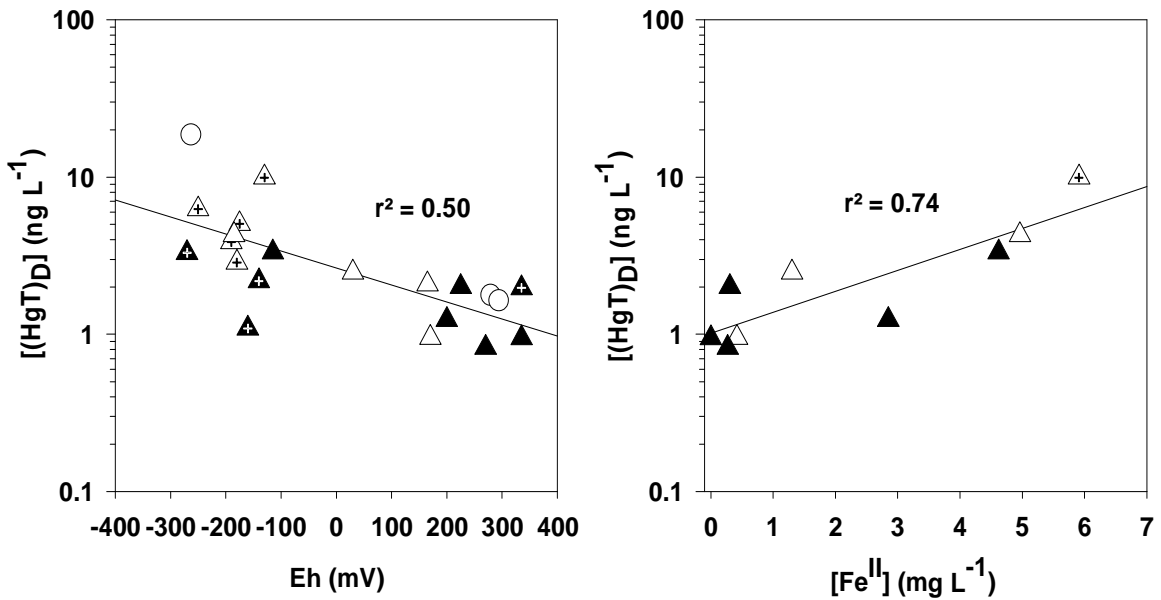 100
10
1
0.1
[(HgT)D] (ng L-1)
r² = 0.50
-400 -300 -200 -100 0 100 200 300 400
Eh (mV)
100
10
1
0.1
[(HgT)D] (ng L-1)
r² = 0.74
0 1 2 3 4 5 6 7
[FeII] (mg L-1)